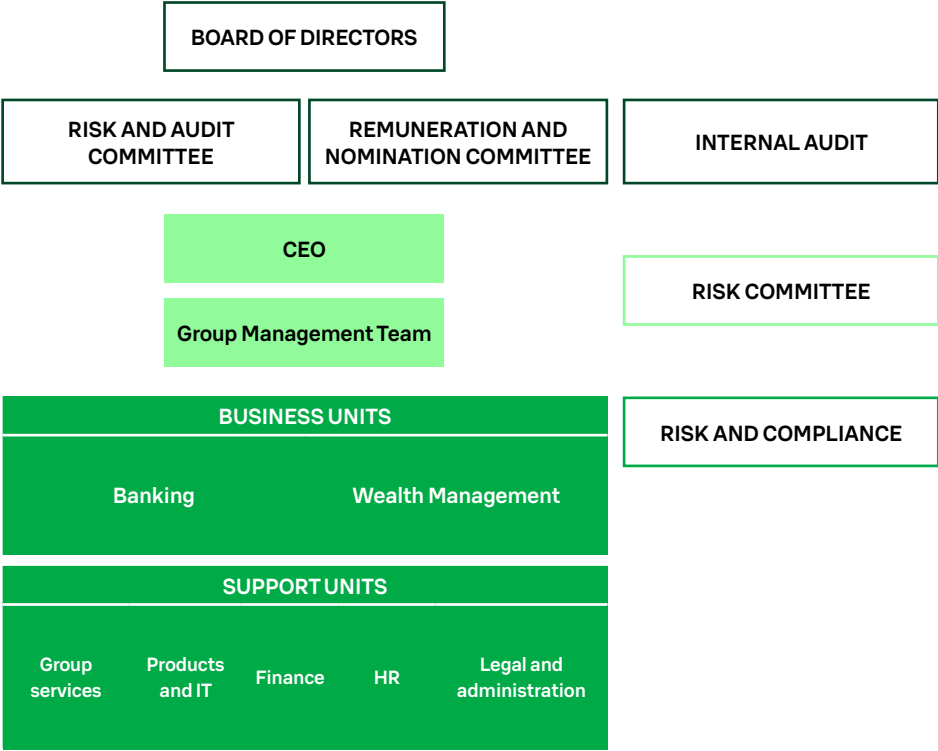 BOARD OF DIRECTORS
RISK AND AUDIT
COMMITTEE
REMUNERATION AND
NOMINATION COMMITTEE
INTERNAL AUDIT
CEO
Group Management Team
RISK COMMITTEE
BUSINESS UNITS
Banking
Wealth Management
RISK AND COMPLIANCE
SUPPORT UNITS
Group
services
Products
and IT
Finance
HR
Legal and
administration